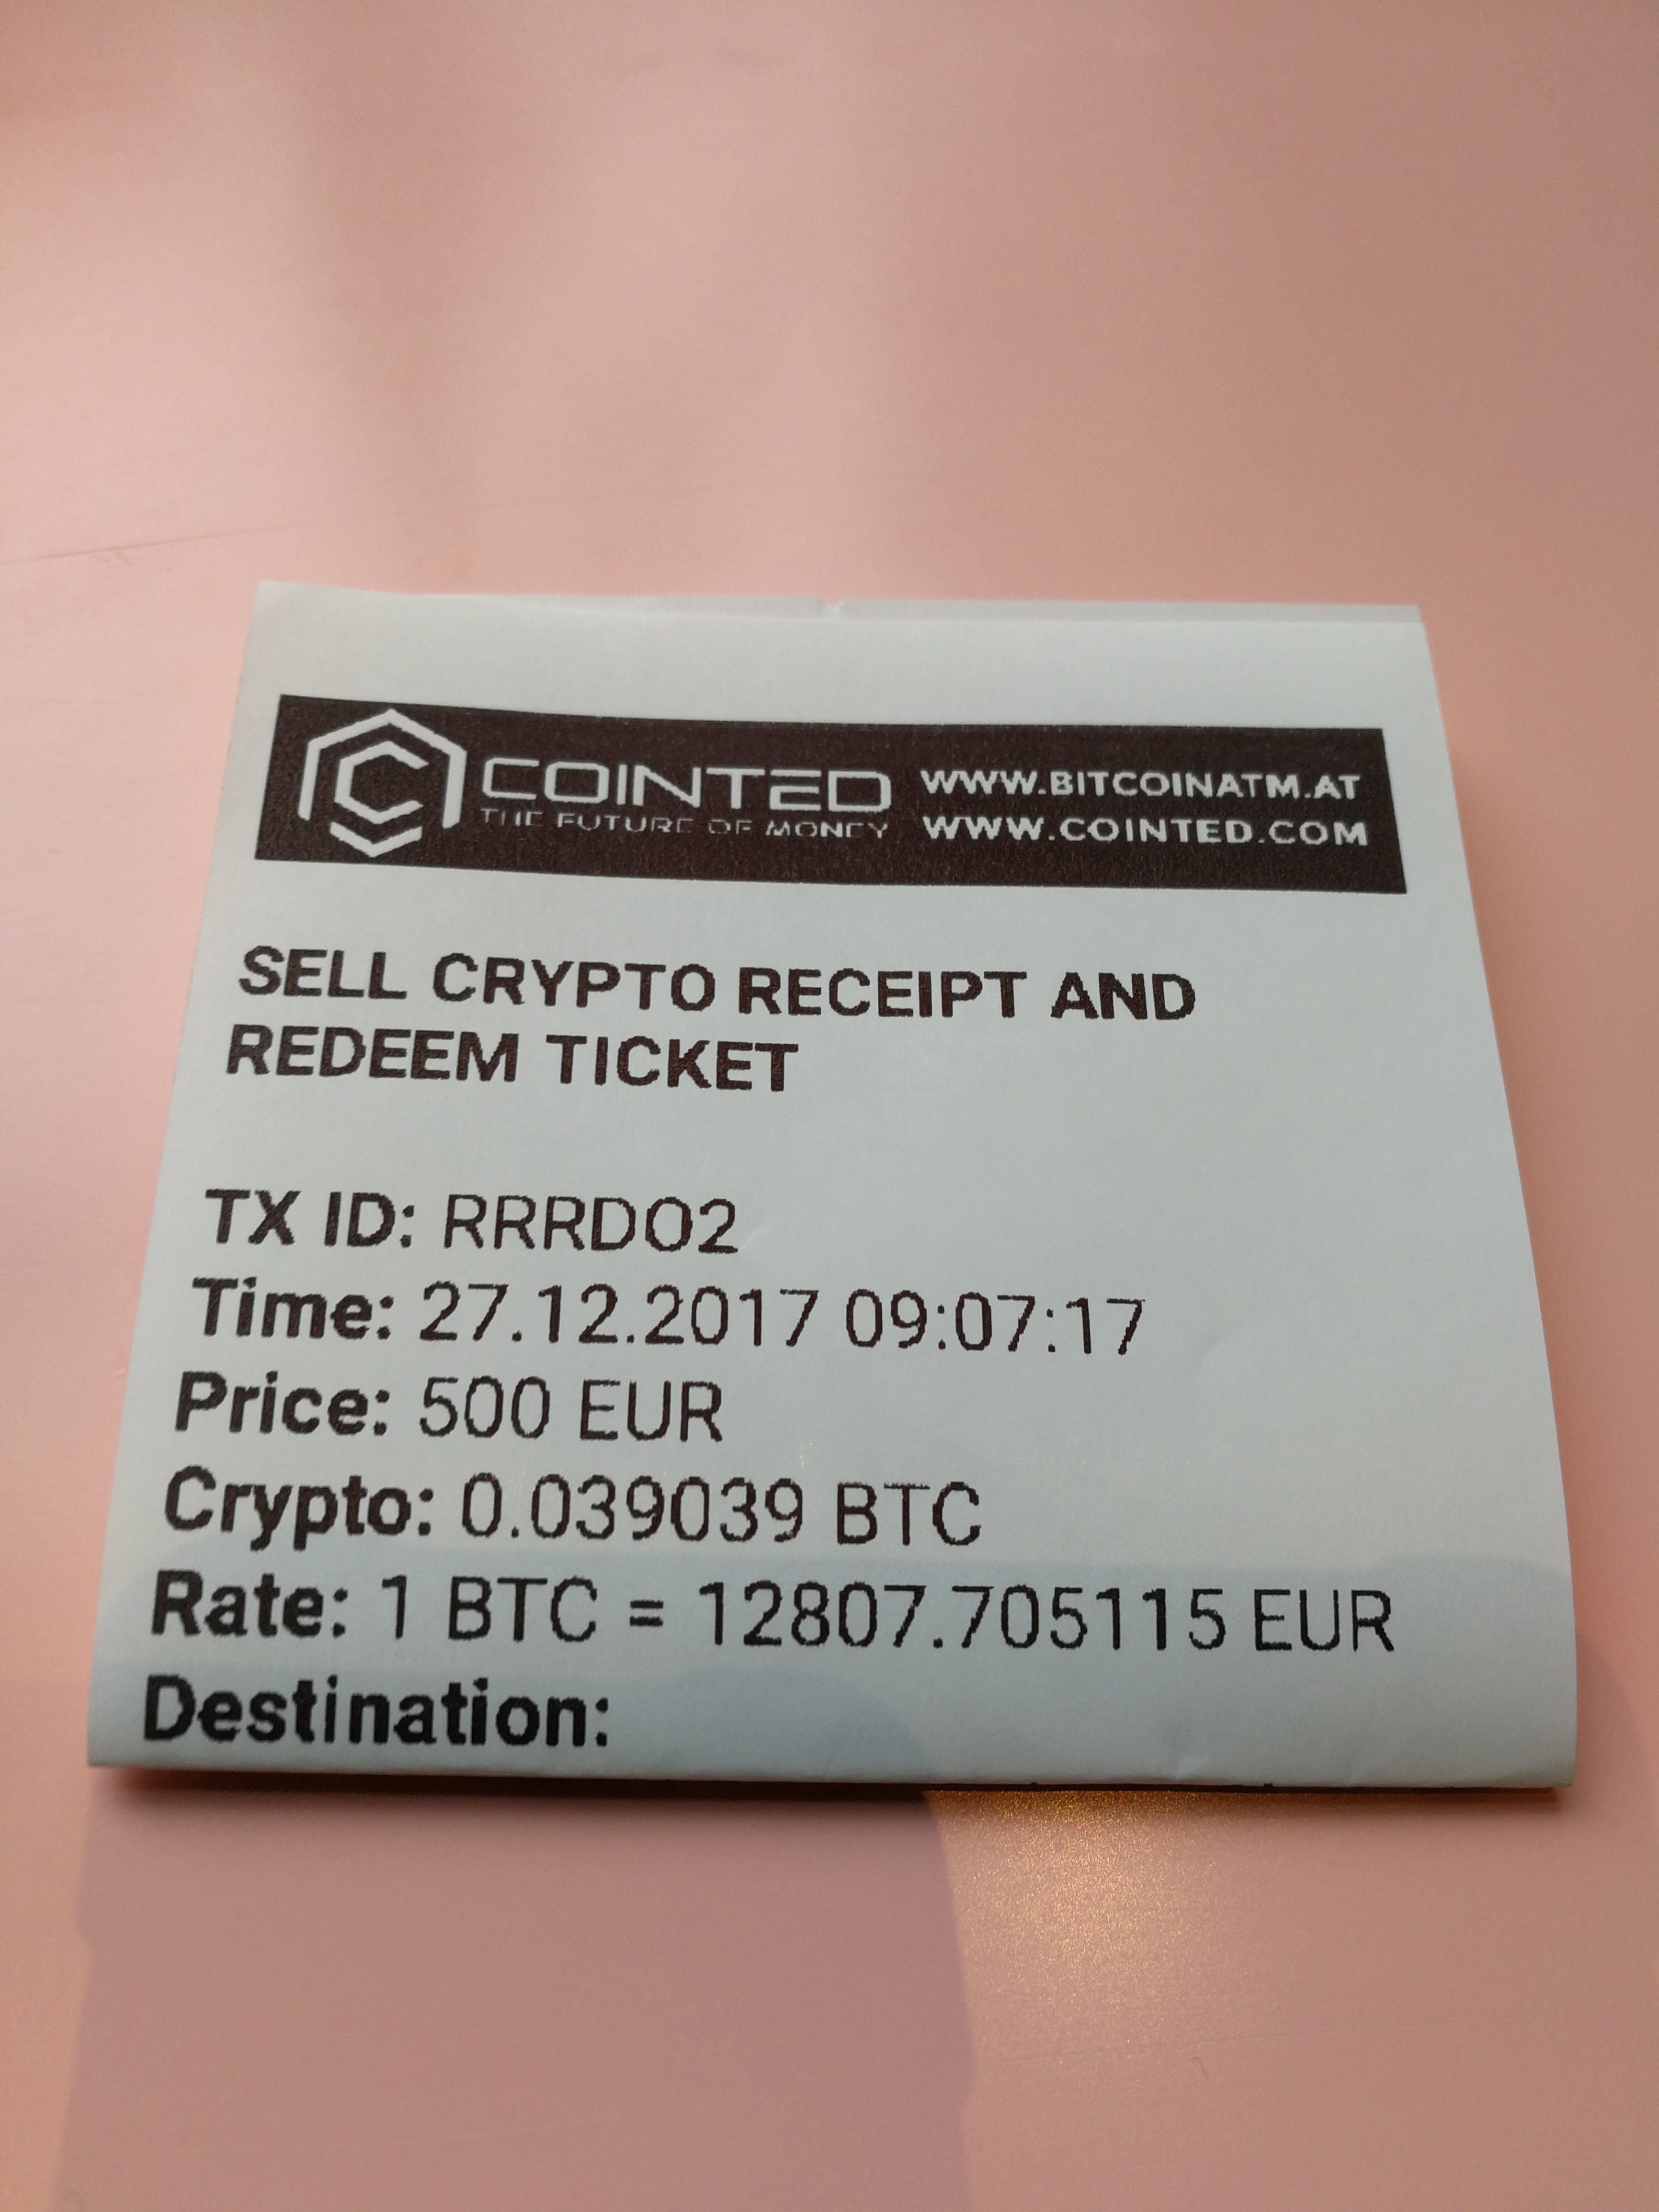 COINTED
THE FUTURE OF MONEY
WWW.BITCOINATM.AT
WWW.COINTED.COM
SELL CRYPTO RECEIPT AND
REDEEM TICKET
TX ID: RRRDO2
Time: 27.12.2017 09:07:17
Price: 500 EUR
Crypto: 0.039039 BTC
Rate: 1 BTC = 12807.705115 EUR
Destination: